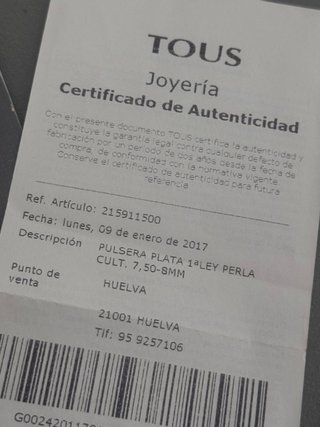 TOUS
Joyería
Certificado de Autenticidad
Con el presente documento TOUS certifica la autenticidad y
constituye la garantía legal contra cualquier defecto de
fabricación por un periodo de dos años desde la fecha de
compra, de conformidad con la normativa vigente.
Conserve el certificado de autenticidad para futura
referencia
Ref. Artículo: 215911500
Fecha: lunes, 09 de enero de 2017
Descripción PULSERA PLATA 1ªLEY PERLA
CULT. 7,50-8MM
Punto de venta HUELVA
21001 HUELVA
Tlf: 95 9257106